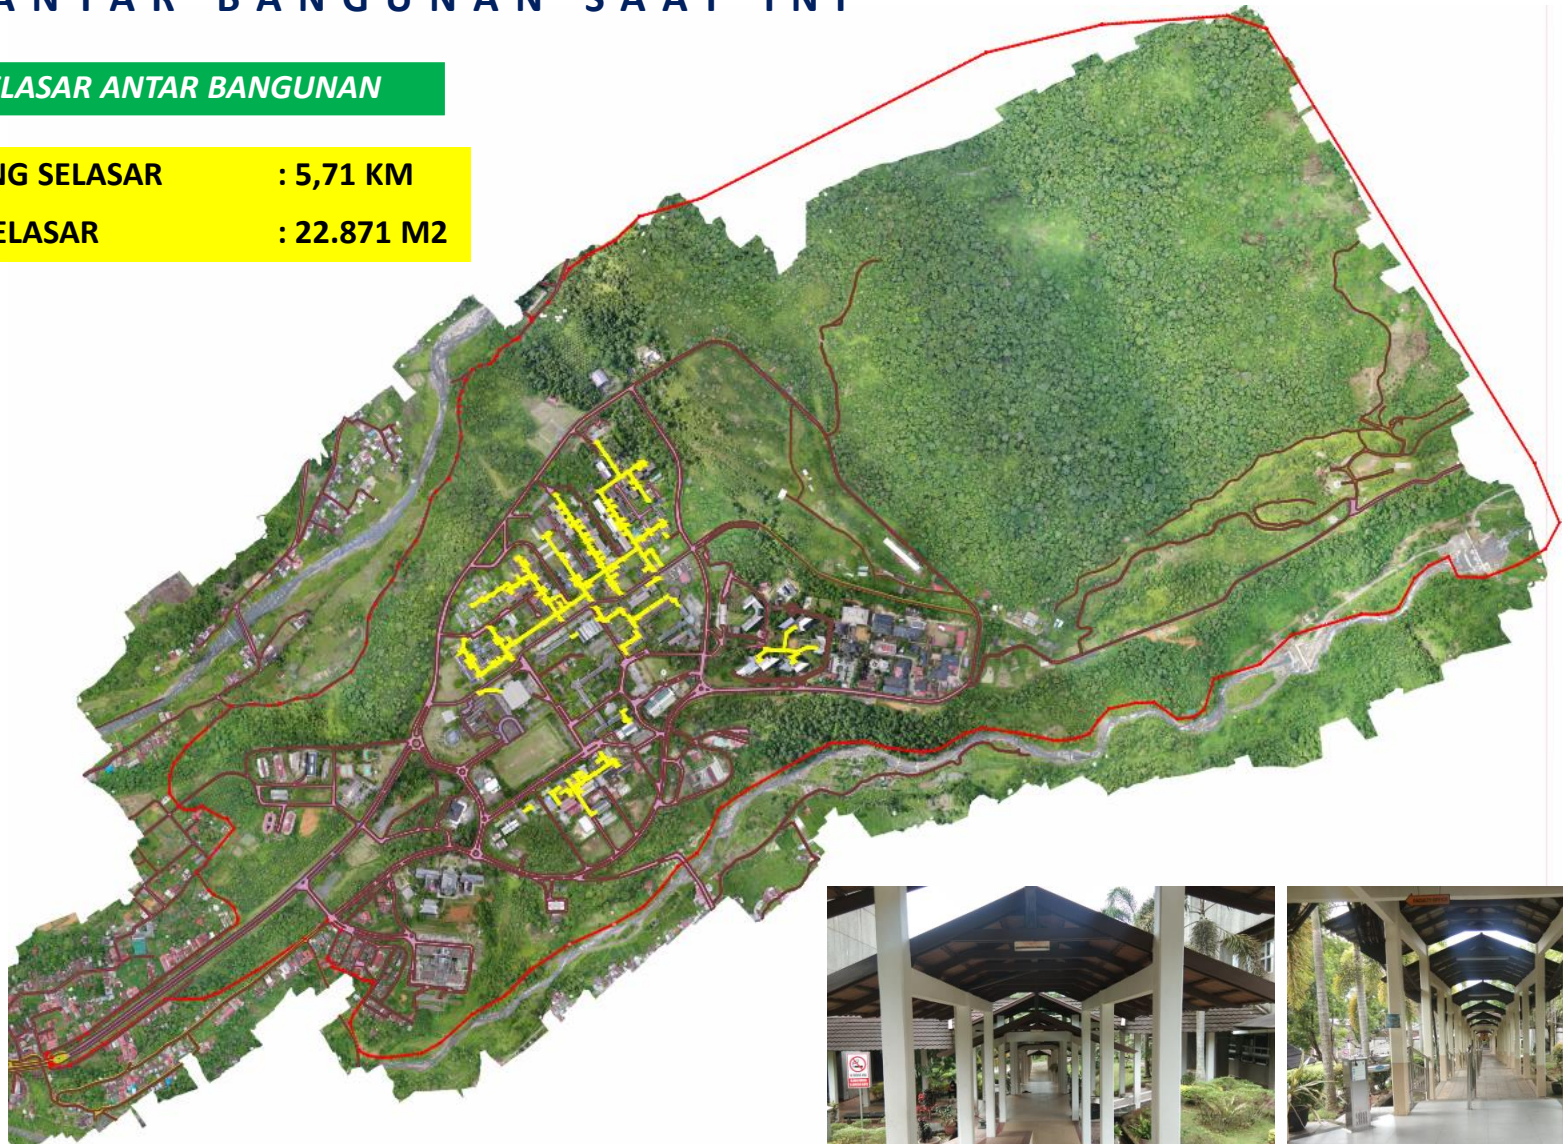 ANTAR BANGUNAN SAAT INI
LASAR ANTAR BANGUNAN
NG SELASAR : 5,71 KM
ELASAR : 22.871 M2